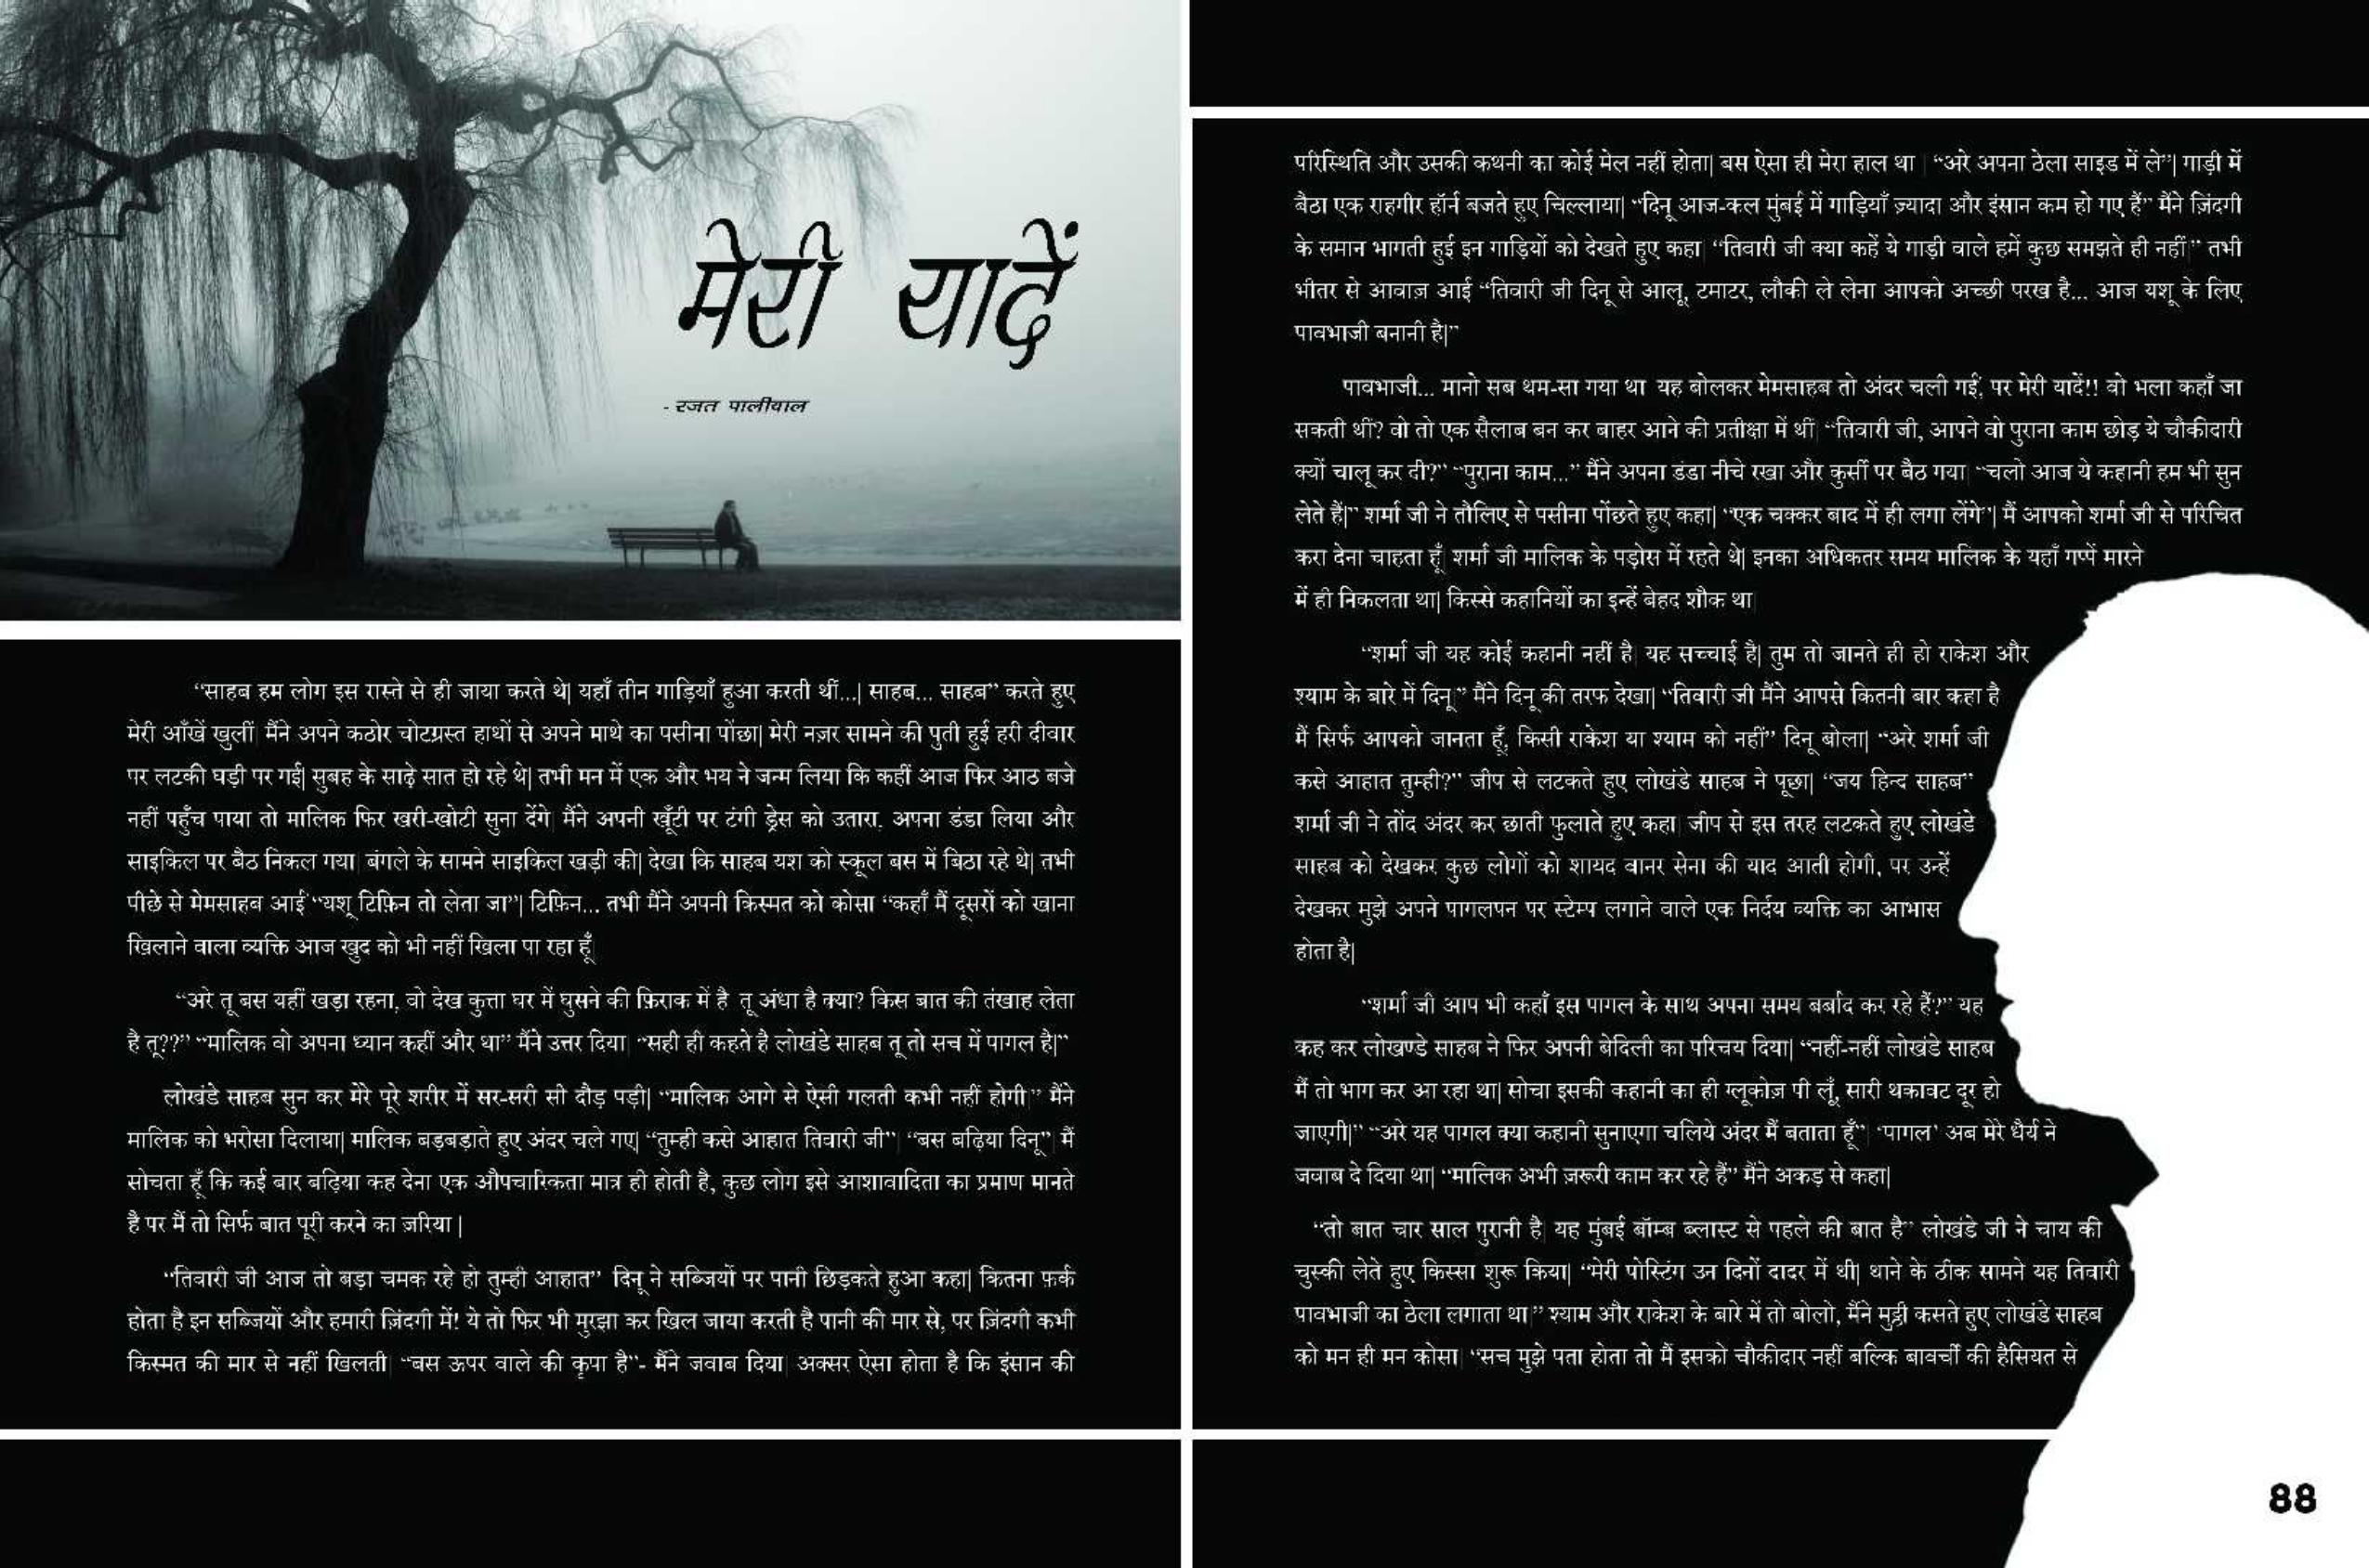 मेरी यादें
- रजत पालीवाल
“साहब हम लोग इस रास्ते से ही जाया करते थे| यहाँ तीन गाड़ियाँ हुआ करती थीं...| साहब... साहब” करते हुए
मेरी आँखें खुलीं| मैंने अपने कठोर चोटग्रस्त हाथों से अपने माथे का पसीना पोंछा| मेरी नज़र सामने की पुती हुई हरी दीवार
पर लटकी घड़ी पर गई| सुबह के साढ़े सात हो रहे थे| तभी मन में एक और भय ने जन्म लिया कि कहीं आज फिर आठ बजे
नहीं पहुँच पाया तो मालिक फिर खरी-खोटी सुना देंगे| मैंने अपनी खूँटी पर टंगी ड्रेस को उतारा, अपना डंडा लिया और
साइकिल पर बैठ निकल गया| बंगले के सामने साइकिल खड़ी की| देखा कि साहब यश को स्कूल बस में बिठा रहे थे| तभी
पीछे से मेमसाहब आई “यशू टिफ़िन तो लेता जा”| टिफ़िन... तभी मैंने अपनी क़िस्मत को कोसा “कहाँ मैं दूसरों को खाना
खिलाने वाला व्यक्ति आज खुद को भी नहीं खिला पा रहा हूँ|
“अरे तू बस यहीं खड़ा रहना, वो देख कुत्ता घर में घुसने की फ़िराक में है| तू अंधा है क्या? किस बात की तंखाह लेता
है तू??” “मालिक वो अपना ध्यान कहीं और था” मैंने उत्तर दिया| “सही ही कहते है लोखंडे साहब तू तो सच में पागल है|”
लोखंडे साहब सुन कर मेरे पूरे शरीर में सर-सरी सी दौड़ पड़ी| “मालिक आगे से ऐसी गलती कभी नहीं होगी|” मैंने
मालिक को भरोसा दिलाया| मालिक बड़बड़ाते हुए अंदर चले गए| “तुम्ही कसे आहात तिवारी जी”| “बस बढ़िया दिनू”| मैं
सोचता हूँ कि कई बार बढ़िया कह देना एक औपचारिकता मात्र ही होती है, कुछ लोग इसे आशावादिता का प्रमाण मानते
है पर मैं तो सिर्फ बात पूरी करने का ज़रिया |
“तिवारी जी आज तो बड़ा चमक रहे हो तुम्ही आहात” दिनू ने सब्जियों पर पानी छिड़कते हुआ कहा| कितना फ़र्क
होता है इन सब्जियों और हमारी ज़िंदगी में! ये तो फिर भी मुरझा कर खिल जाया करती है पानी की मार से, पर ज़िंदगी कभी
किस्मत की मार से नहीं खिलती| “बस ऊपर वाले की कृपा है”- मैंने जवाब दिया| अक्सर ऐसा होता है कि इंसान की
परिस्थिति और उसकी कथनी का कोई मेल नहीं होता| बस ऐसा ही मेरा हाल था | “अरे अपना ठेला साइड में ले”| गाड़ी में
बैठा एक राहगीर हॉर्न बजते हुए चिल्लाया| “दिनू आज-कल मुंबई में गाड़ियाँ ज़्यादा और इंसान कम हो गए हैं” मैंने ज़िंदगी
के समान भागती हुई इन गाड़ियों को देखते हुए कहा| “तिवारी जी क्या कहें ये गाड़ी वाले हमें कुछ समझते ही नहीं|” तभी
भीतर से आवाज़ आई “तिवारी जी दिनू से आलू, टमाटर, लौकी ले लेना आपको अच्छी परख है... आज यशू के लिए
पावभाजी बनानी है|”
पावभाजी... मानो सब थम-सा गया था| यह बोलकर मेमसाहब तो अंदर चली गईं, पर मेरी यादें!! वो भला कहाँ जा
सकती थीं? वो तो एक सैलाब बन कर बाहर आने की प्रतीक्षा में थीं| “तिवारी जी, आपने वो पुराना काम छोड़ ये चौकीदारी
क्यों चालू कर दी?” “पुराना काम...” मैंने अपना डंडा नीचे रखा और कुर्सी पर बैठ गया| “चलो आज ये कहानी हम भी सुन
लेते हैं|” शर्मा जी ने तौलिए से पसीना पोंछते हुए कहा| “एक चक्कर बाद में ही लगा लेंगे”| मैं आपको शर्मा जी से परिचित
करा देना चाहता हूँ| शर्मा जी मालिक के पड़ोस में रहते थे| इनका अधिकतर समय मालिक के यहाँ गप्पें मारने
में ही निकलता था| किस्से कहानियों का इन्हें बेहद शौक था|
“शर्मा जी यह कोई कहानी नहीं है| यह सच्चाई है| तुम तो जानते ही हो राकेश और
श्याम के बारे में दिनू|” मैंने दिनू की तरफ देखा| “तिवारी जी मैंने आपसे कितनी बार कहा है
मैं सिर्फ आपको जानता हूँ, किसी राकेश या श्याम को नहीं” दिनू बोला| “अरे शर्मा जी
कसे आहात तुम्ही?” जीप से लटकते हुए लोखंडे साहब ने पूछा| “जय हिन्द साहब”
शर्मा जी ने तोंद अंदर कर छाती फुलाते हुए कहा| जीप से इस तरह लटकते हुए लोखंडे
साहब को देखकर कुछ लोगों को शायद वानर सेना की याद आती होगी, पर उन्हें
देखकर मुझे अपने पागलपन पर स्टेम्प लगाने वाले एक निर्दय व्यक्ति का आभास
होता है|
“शर्मा जी आप भी कहाँ इस पागल के साथ अपना समय बर्बाद कर रहे हैं?” यह
कह कर लोखण्डे साहब ने फिर अपनी बेदिली का परिचय दिया| “नहीं-नहीं लोखंडे साहब
मैं तो भाग कर आ रहा था| सोचा इसकी कहानी का ही ग्लूकोज़ पी लूँ, सारी थकावट दूर हो
जाएगी|” “अरे यह पागल क्या कहानी सुनाएगा चलिये अंदर मैं बताता हूँ”| ‘पागल’ अब मेरे धैर्य ने
जवाब दे दिया था| “मालिक अभी ज़रूरी काम कर रहे हैं” मैंने अकड़ से कहा|
“तो बात चार साल पुरानी है| यह मुंबई बॉम्ब ब्लास्ट से पहले की बात है” लोखंडे जी ने चाय की
चुस्की लेते हुए किस्सा शुरू किया| “मेरी पोस्टिंग उन दिनों दादर में थी| थाने के ठीक सामने यह तिवारी
पावभाजी का ठेला लगाता था|” श्याम और राकेश के बारे में तो बोलो, मैंने मुट्ठी कसते हुए लोखंडे साहब
को मन ही मन कोसा| “सच मुझे पता होता तो मैं इसको चौकीदार नहीं बल्कि बावर्ची की हैसियत से
88